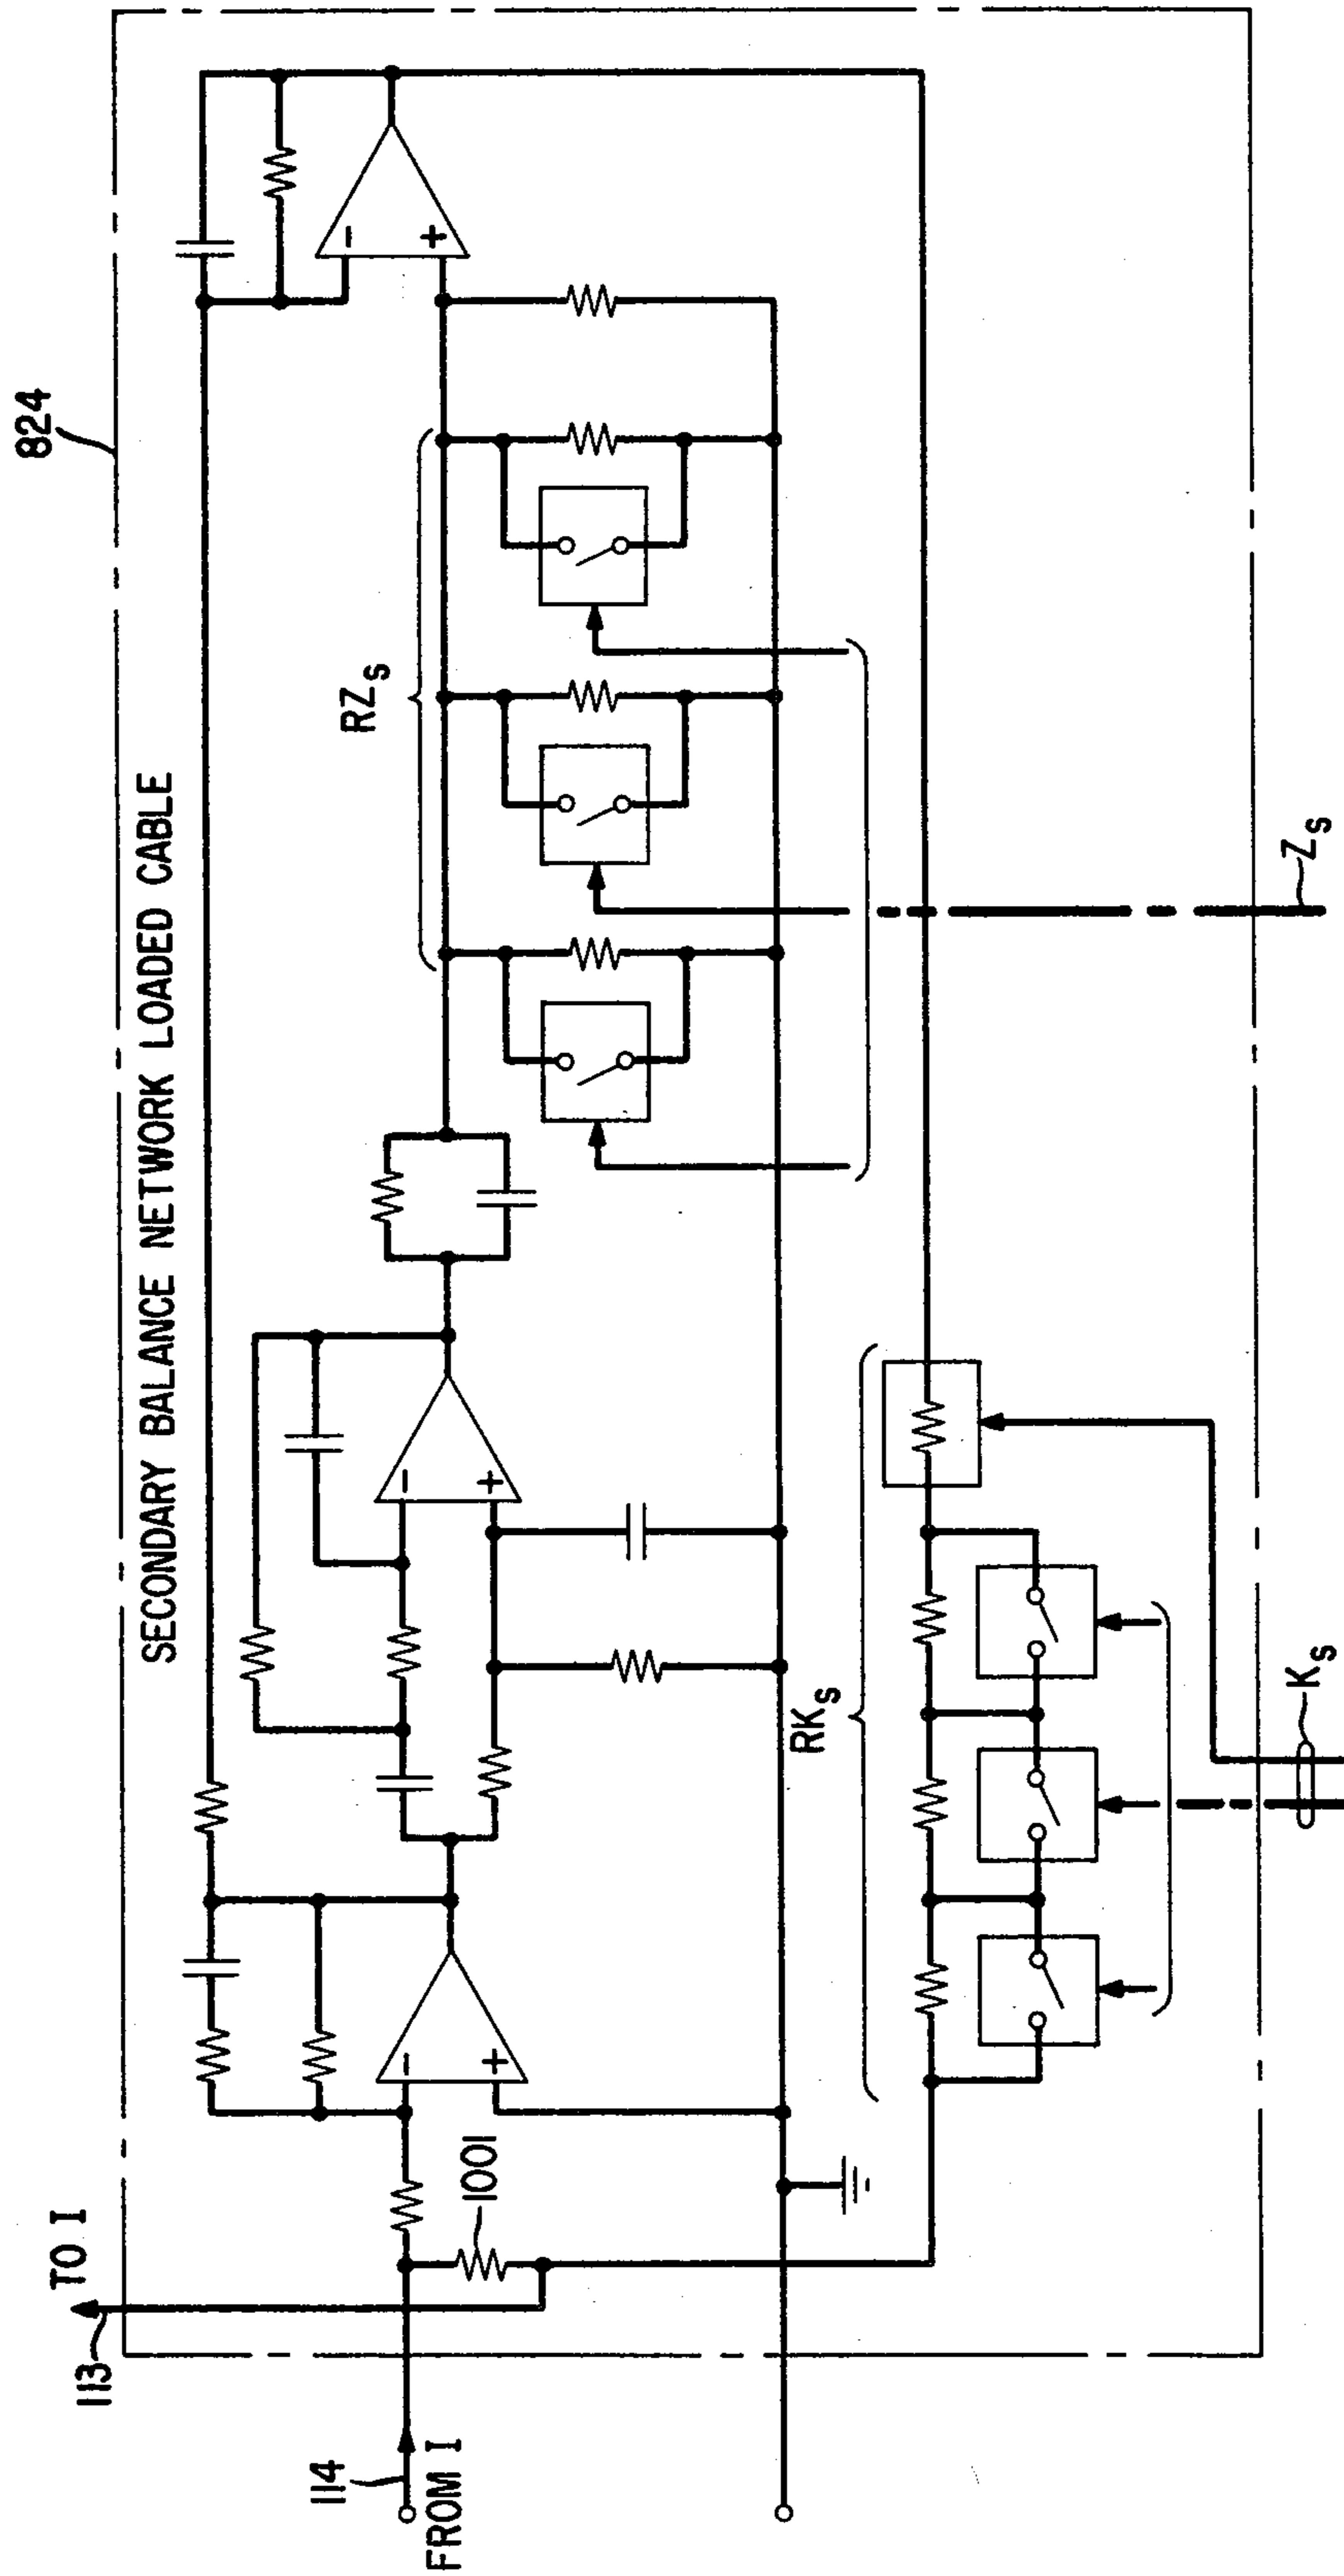 824
SECONDARY BALANCE NETWORK LOADED CABLE
TO I
113
114
FROM I
1001
−
+
−
+
−
+
RZs
Zs
RKs
Ks